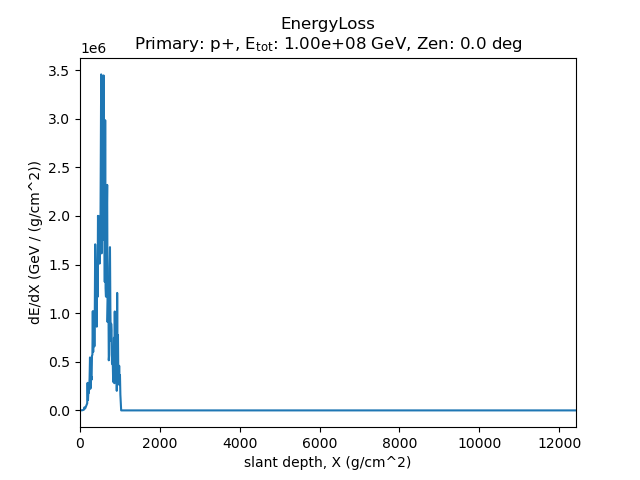 EnergyLoss
Primary: p+, E_tot: 1.00e+08 GeV, Zen: 0.0 deg
1e6
3.5
3.0
2.5
2.0
1.5
1.0
0.5
0.0
dE/dX (GeV / (g/cm^2))
0 2000 4000 6000 8000 10000 12000
slant depth, X (g/cm^2)